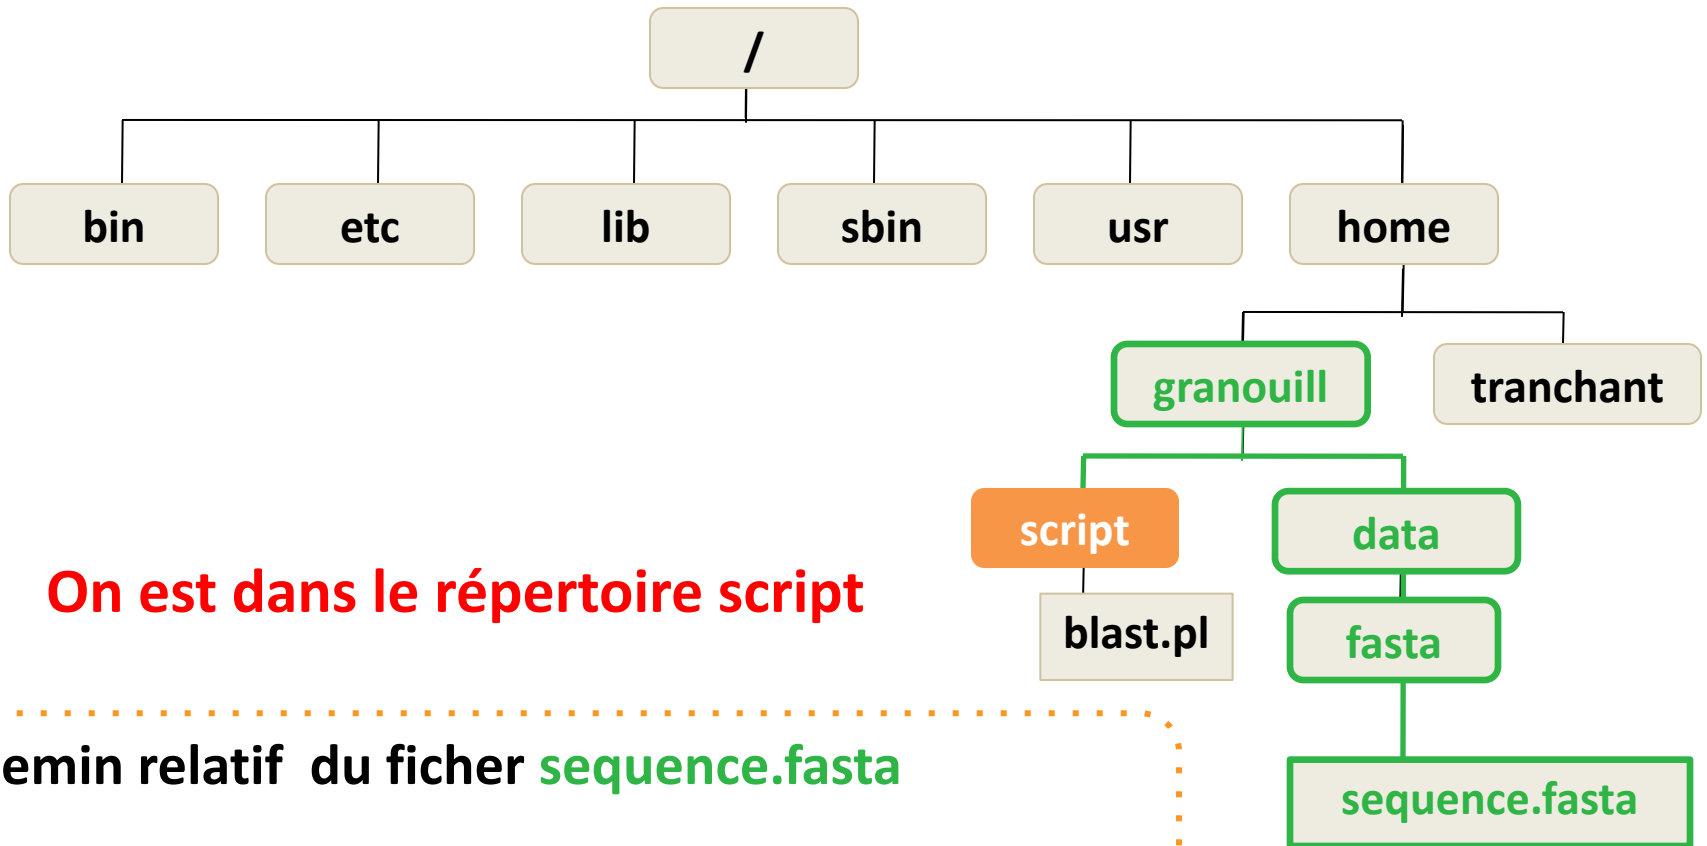 /
bin etc lib sbin usr home
granouill tranchant
script data
On est dans le répertoire script
blast.pl fasta
emin relatif du ficher sequence.fasta
sequence.fasta